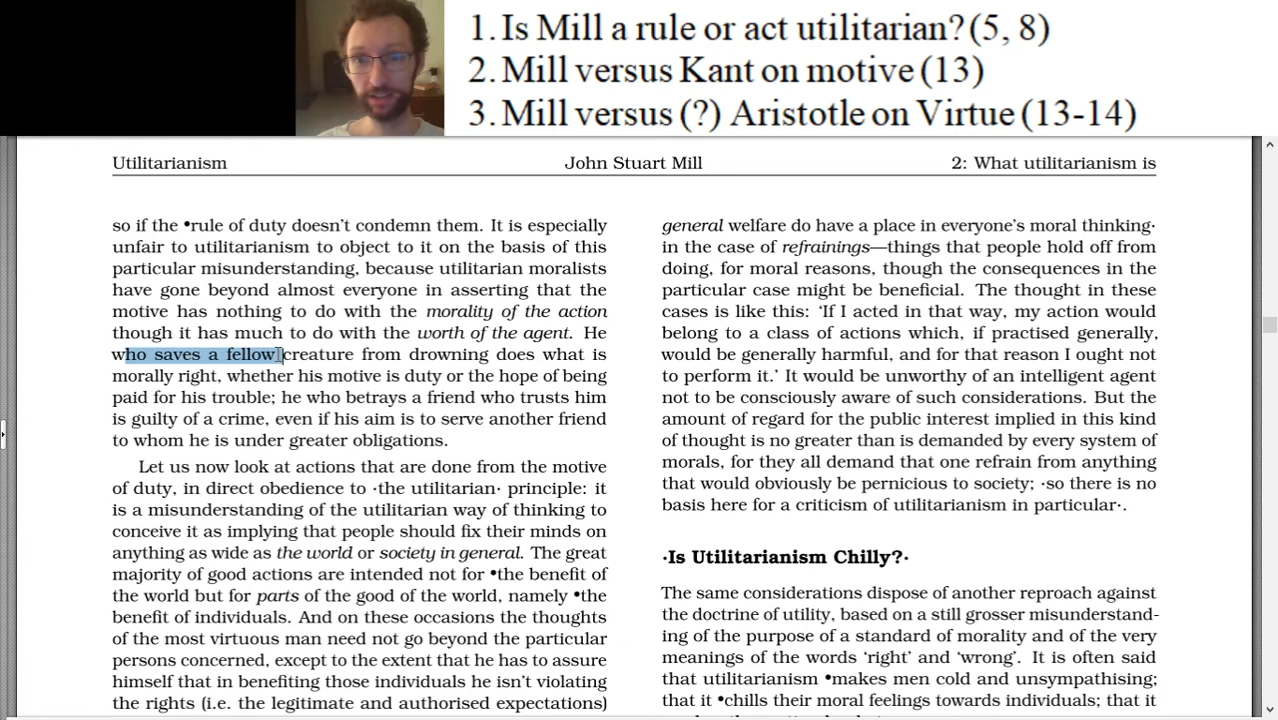 1. Is Mill a rule or act utilitarian? (5, 8)
2. Mill versus Kant on motive (13)
3. Mill versus (?) Aristotle on Virtue (13-14)
Utilitarianism John Stuart Mill 2: What utilitarianism is
so if the •rule of duty doesn't condemn them. It is especially
unfair to utilitarianism to object to it on the basis of this
particular misunderstanding, because utilitarian moralists
have gone beyond almost everyone in asserting that the
motive has nothing to do with the morality of the action
though it has much to do with the worth of the agent. He
who saves a fellow creature from drowning does what is
morally right, whether his motive is duty or the hope of being
paid for his trouble; he who betrays a friend who trusts him
is guilty of a crime, even if his aim is to serve another friend
to whom he is under greater obligations.
Let us now look at actions that are done from the motive
of duty, in direct obedience to ·the utilitarian· principle: it
is a misunderstanding of the utilitarian way of thinking to
conceive it as implying that people should fix their minds on
anything as wide as the world or society in general. The great
majority of good actions are intended not for •the benefit of
the world but for parts of the good of the world, namely •the
benefit of individuals. And on these occasions the thoughts
of the most virtuous man need not go beyond the particular
persons concerned, except to the extent that he has to assure
himself that in benefiting those individuals he isn't violating
the rights (i.e. the legitimate and authorised expectations)
general welfare do have a place in everyone's moral thinking·
in the case of refrainings—things that people hold off from
doing, for moral reasons, though the consequences in the
particular case might be beneficial. The thought in these
cases is like this: 'If I acted in that way, my action would
belong to a class of actions which, if practised generally,
would be generally harmful, and for that reason I ought not
to perform it.' It would be unworthy of an intelligent agent
not to be consciously aware of such considerations. But the
amount of regard for the public interest implied in this kind
of thought is no greater than is demanded by every system of
morals, for they all demand that one refrain from anything
that would obviously be pernicious to society; ·so there is no
basis here for a criticism of utilitarianism in particular·.
·Is Utilitarianism Chilly?·
The same considerations dispose of another reproach against
the doctrine of utility, based on a still grosser misunderstand-
ing of the purpose of a standard of morality and of the very
meanings of the words 'right' and 'wrong'. It is often said
that utilitarianism •makes men cold and unsympathising;
that it •chills their moral feelings towards individuals; that it